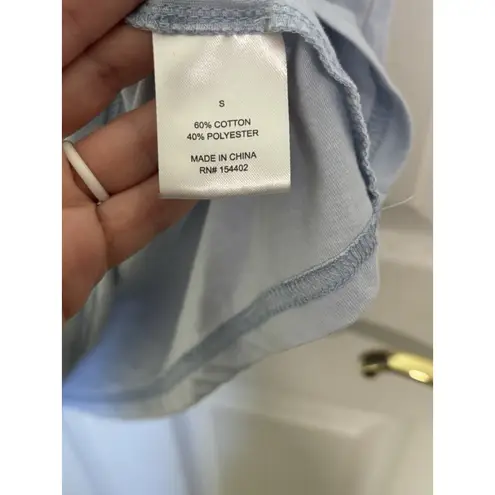 S
60% COTTON
40% POLYESTER
MADE IN CHINA
RN# 154402